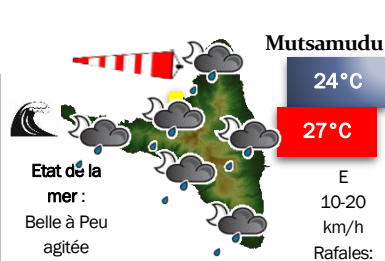 Mutsamudu
24°C
27°C
Etat de la
mer :
Belle à Peu
agitée
E
10-20
km/h
Rafales: